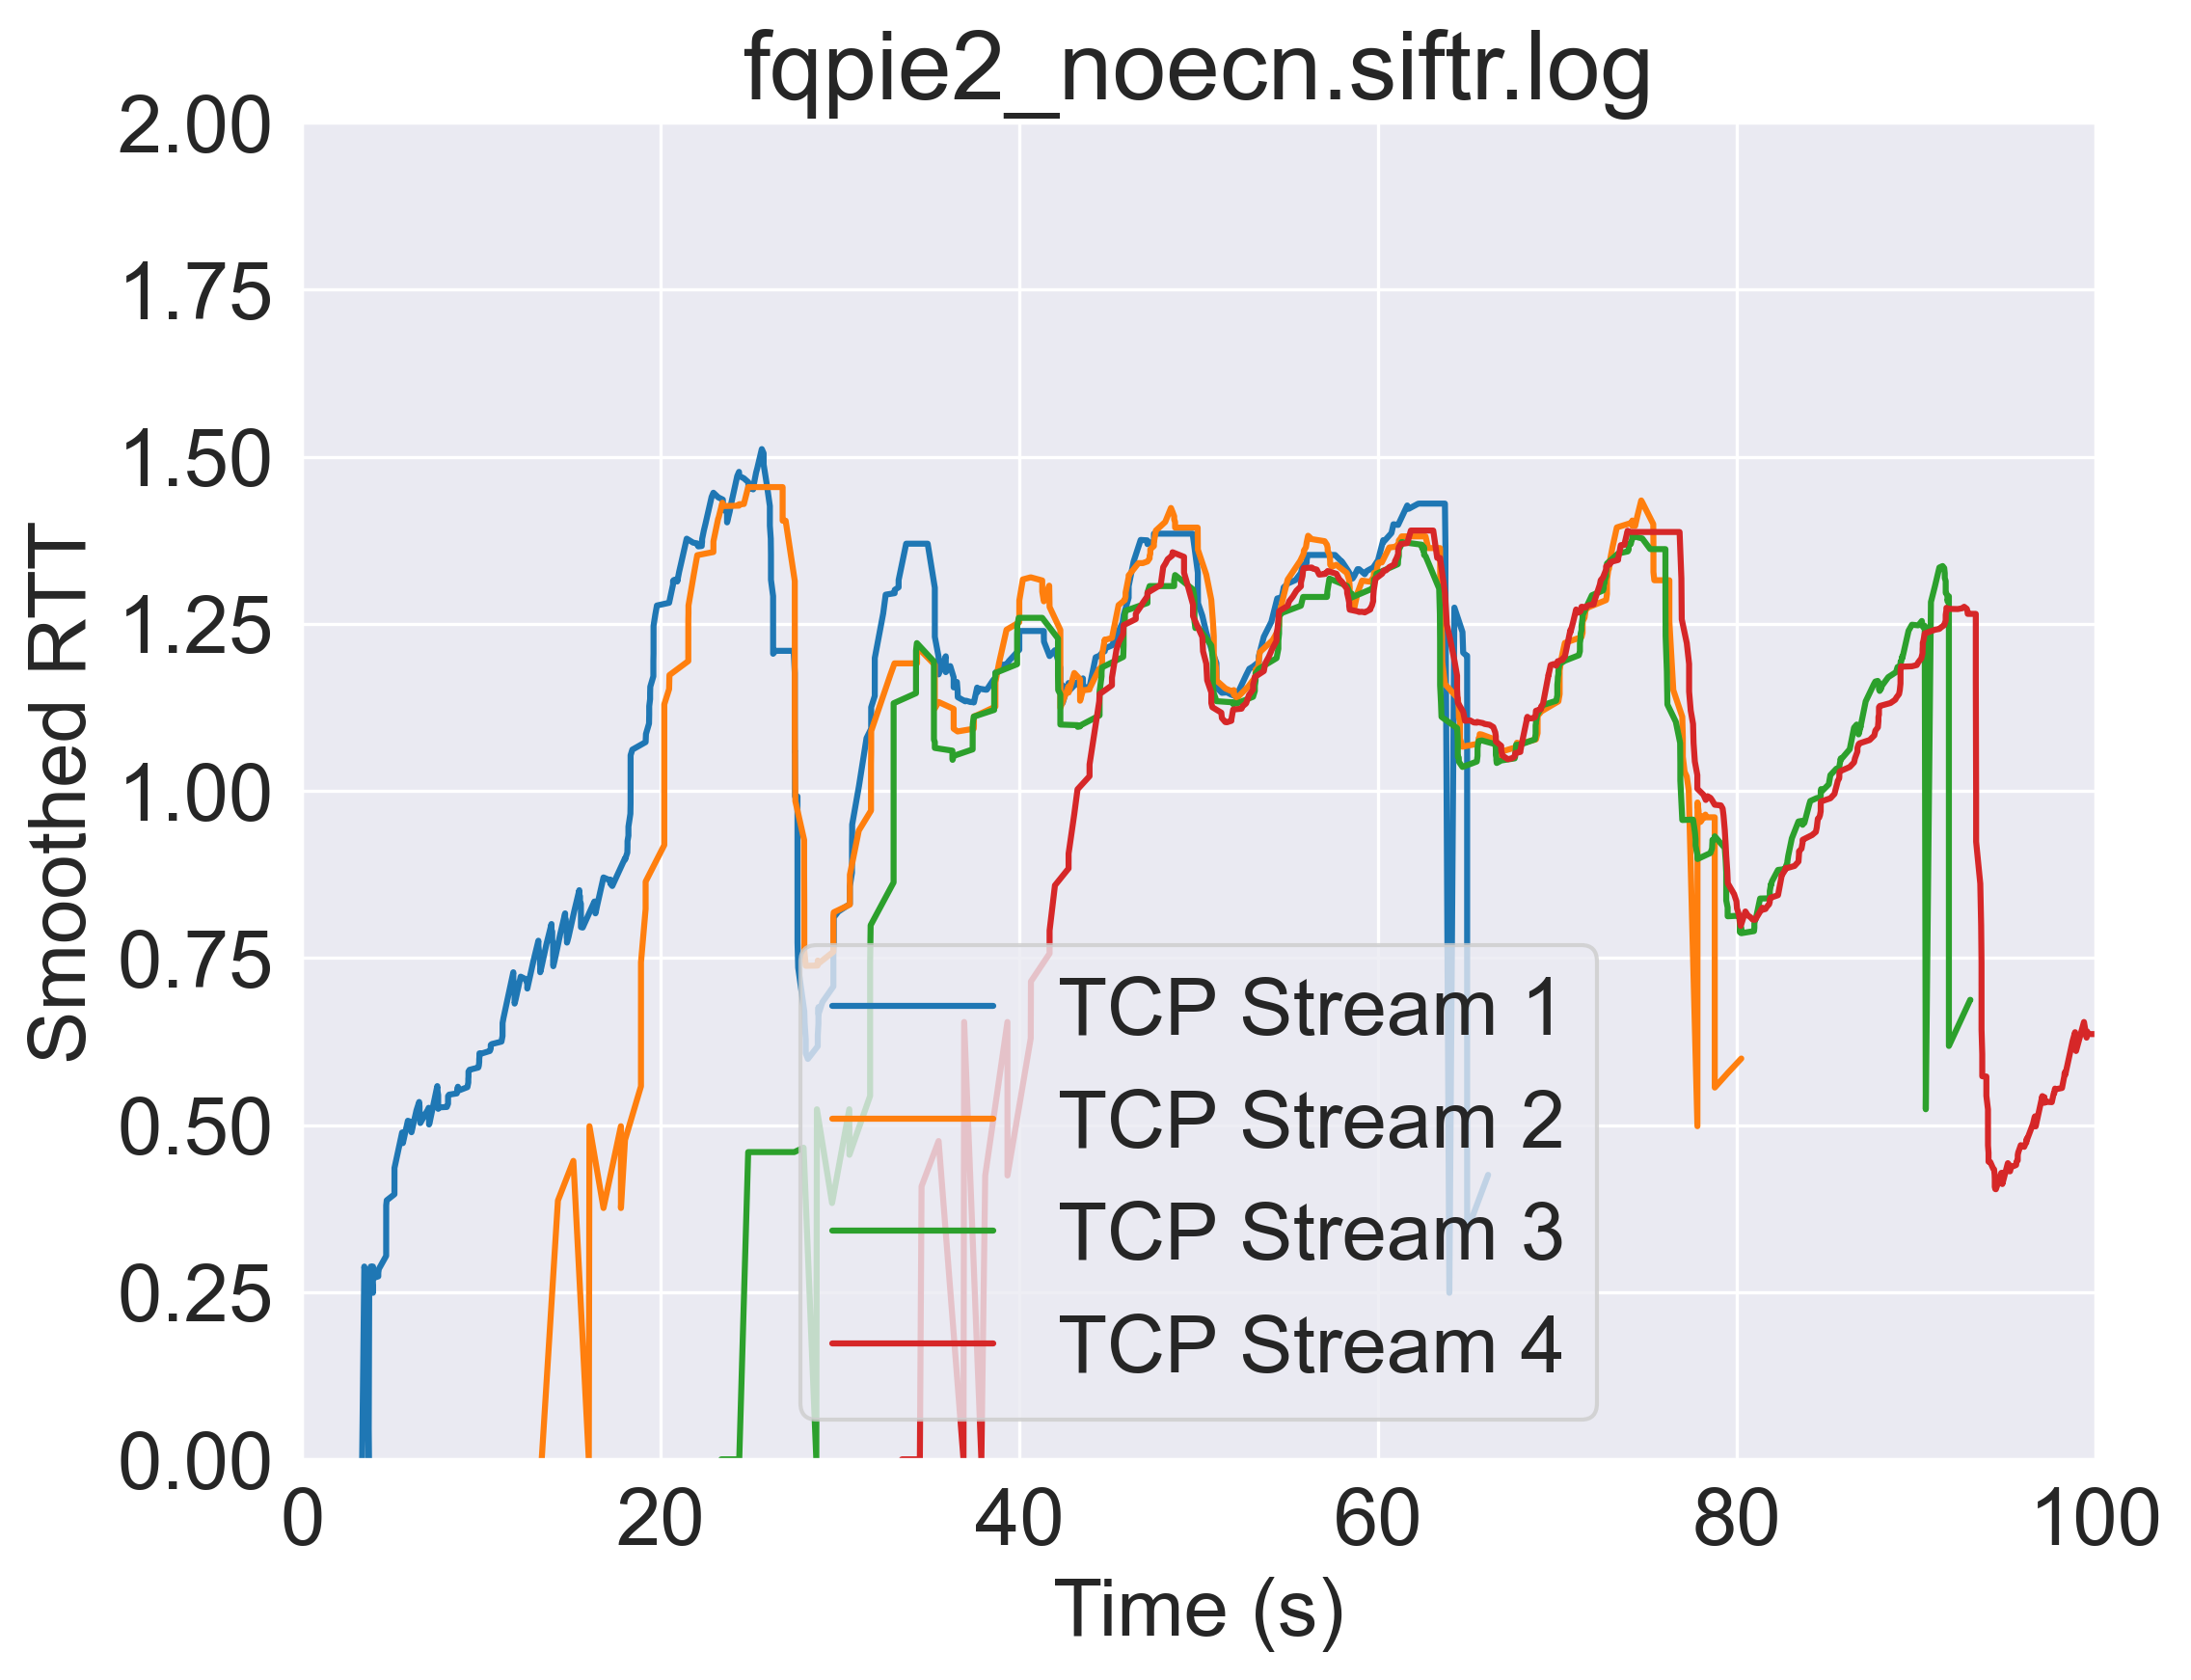 fqpie2_noecn.siftr.log
Smoothed RTT
2.00
1.75
1.50
1.25
1.00
0.75
0.50
0.25
0.00
TCP Stream 1
TCP Stream 2
TCP Stream 3
TCP Stream 4
0 20 40 60 80 100
Time (s)